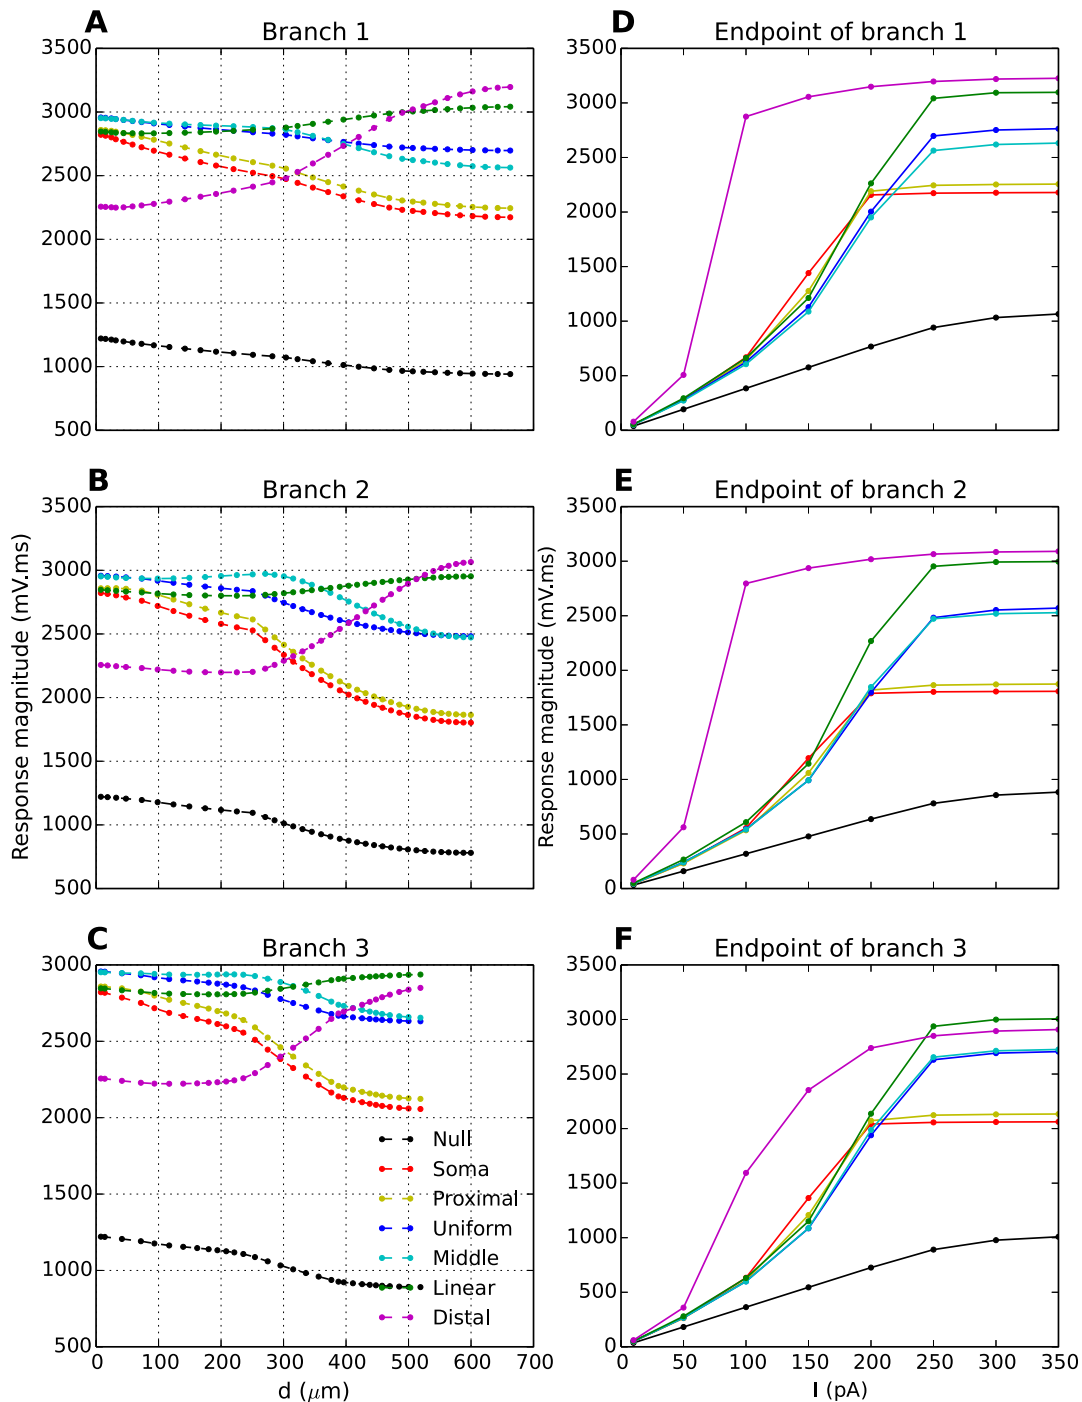 A
Branch 1
D
Endpoint of branch 1
3500
3000
2500
2000
1500
1000
500
3500
3000
2500
2000
1500
1000
500
0
B
Branch 2
E
Endpoint of branch 2
Response magnitude (mV.ms)
3500
3000
2500
2000
1500
1000
500
Response magnitude (mV.ms)
3500
3000
2500
2000
1500
1000
500
0
C
Branch 3
F
Endpoint of branch 3
3000
2500
2000
1500
1000
500
Null
Soma
Proximal
Uniform
Middle
Linear
Distal
0 100 200 300 400 500 600 700
d (μm)
3500
3000
2500
2000
1500
1000
500
0
0 50 100 150 200 250 300 350
I (pA)